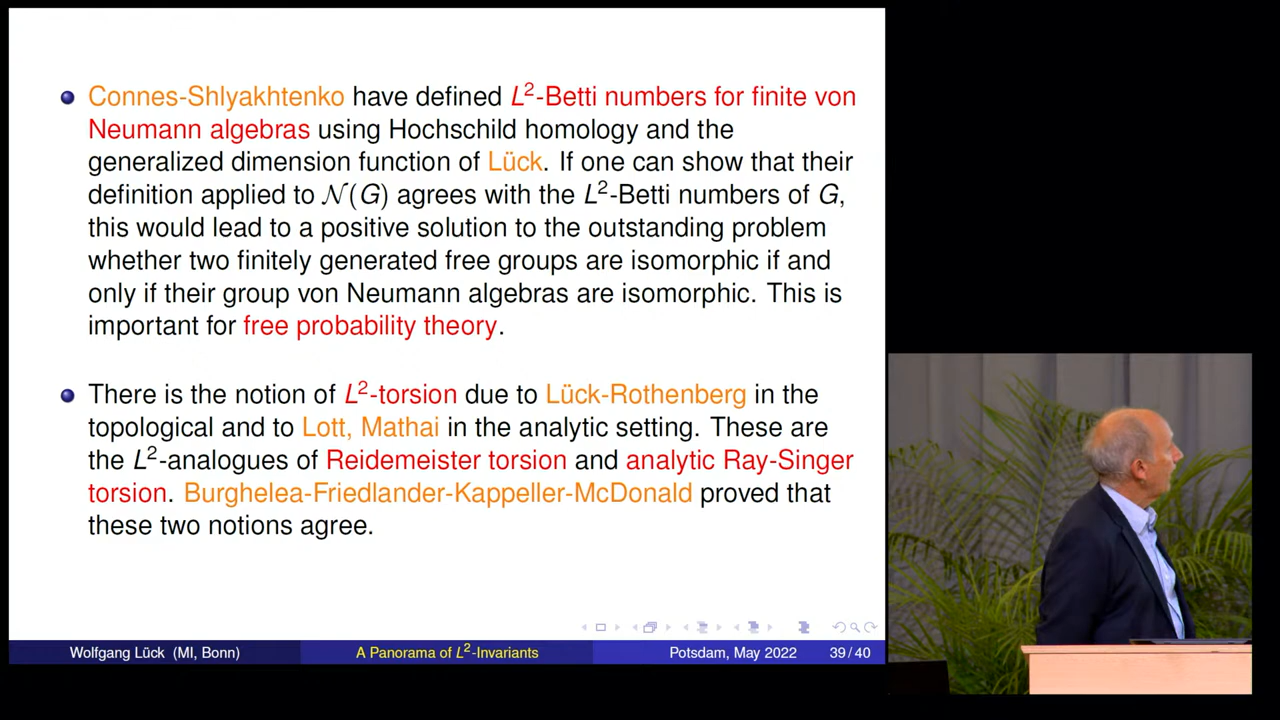 Connes-Shlyakhtenko have defined L²-Betti numbers for finite von
Neumann algebras using Hochschild homology and the
generalized dimension function of Lück. If one can show that their
definition applied to 𝒩(G) agrees with the L²-Betti numbers of G,
this would lead to a positive solution to the outstanding problem
whether two finitely generated free groups are isomorphic if and
only if their group von Neumann algebras are isomorphic. This is
important for free probability theory.
There is the notion of L²-torsion due to Lück-Rothenberg in the
topological and to Lott, Mathai in the analytic setting. These are
the L²-analogues of Reidemeister torsion and analytic Ray-Singer
torsion. Burghelea-Friedlander-Kappeller-McDonald proved that
these two notions agree.
Wolfgang Lück (MI, Bonn) A Panorama of L²-Invariants Potsdam, May 2022 39 / 40